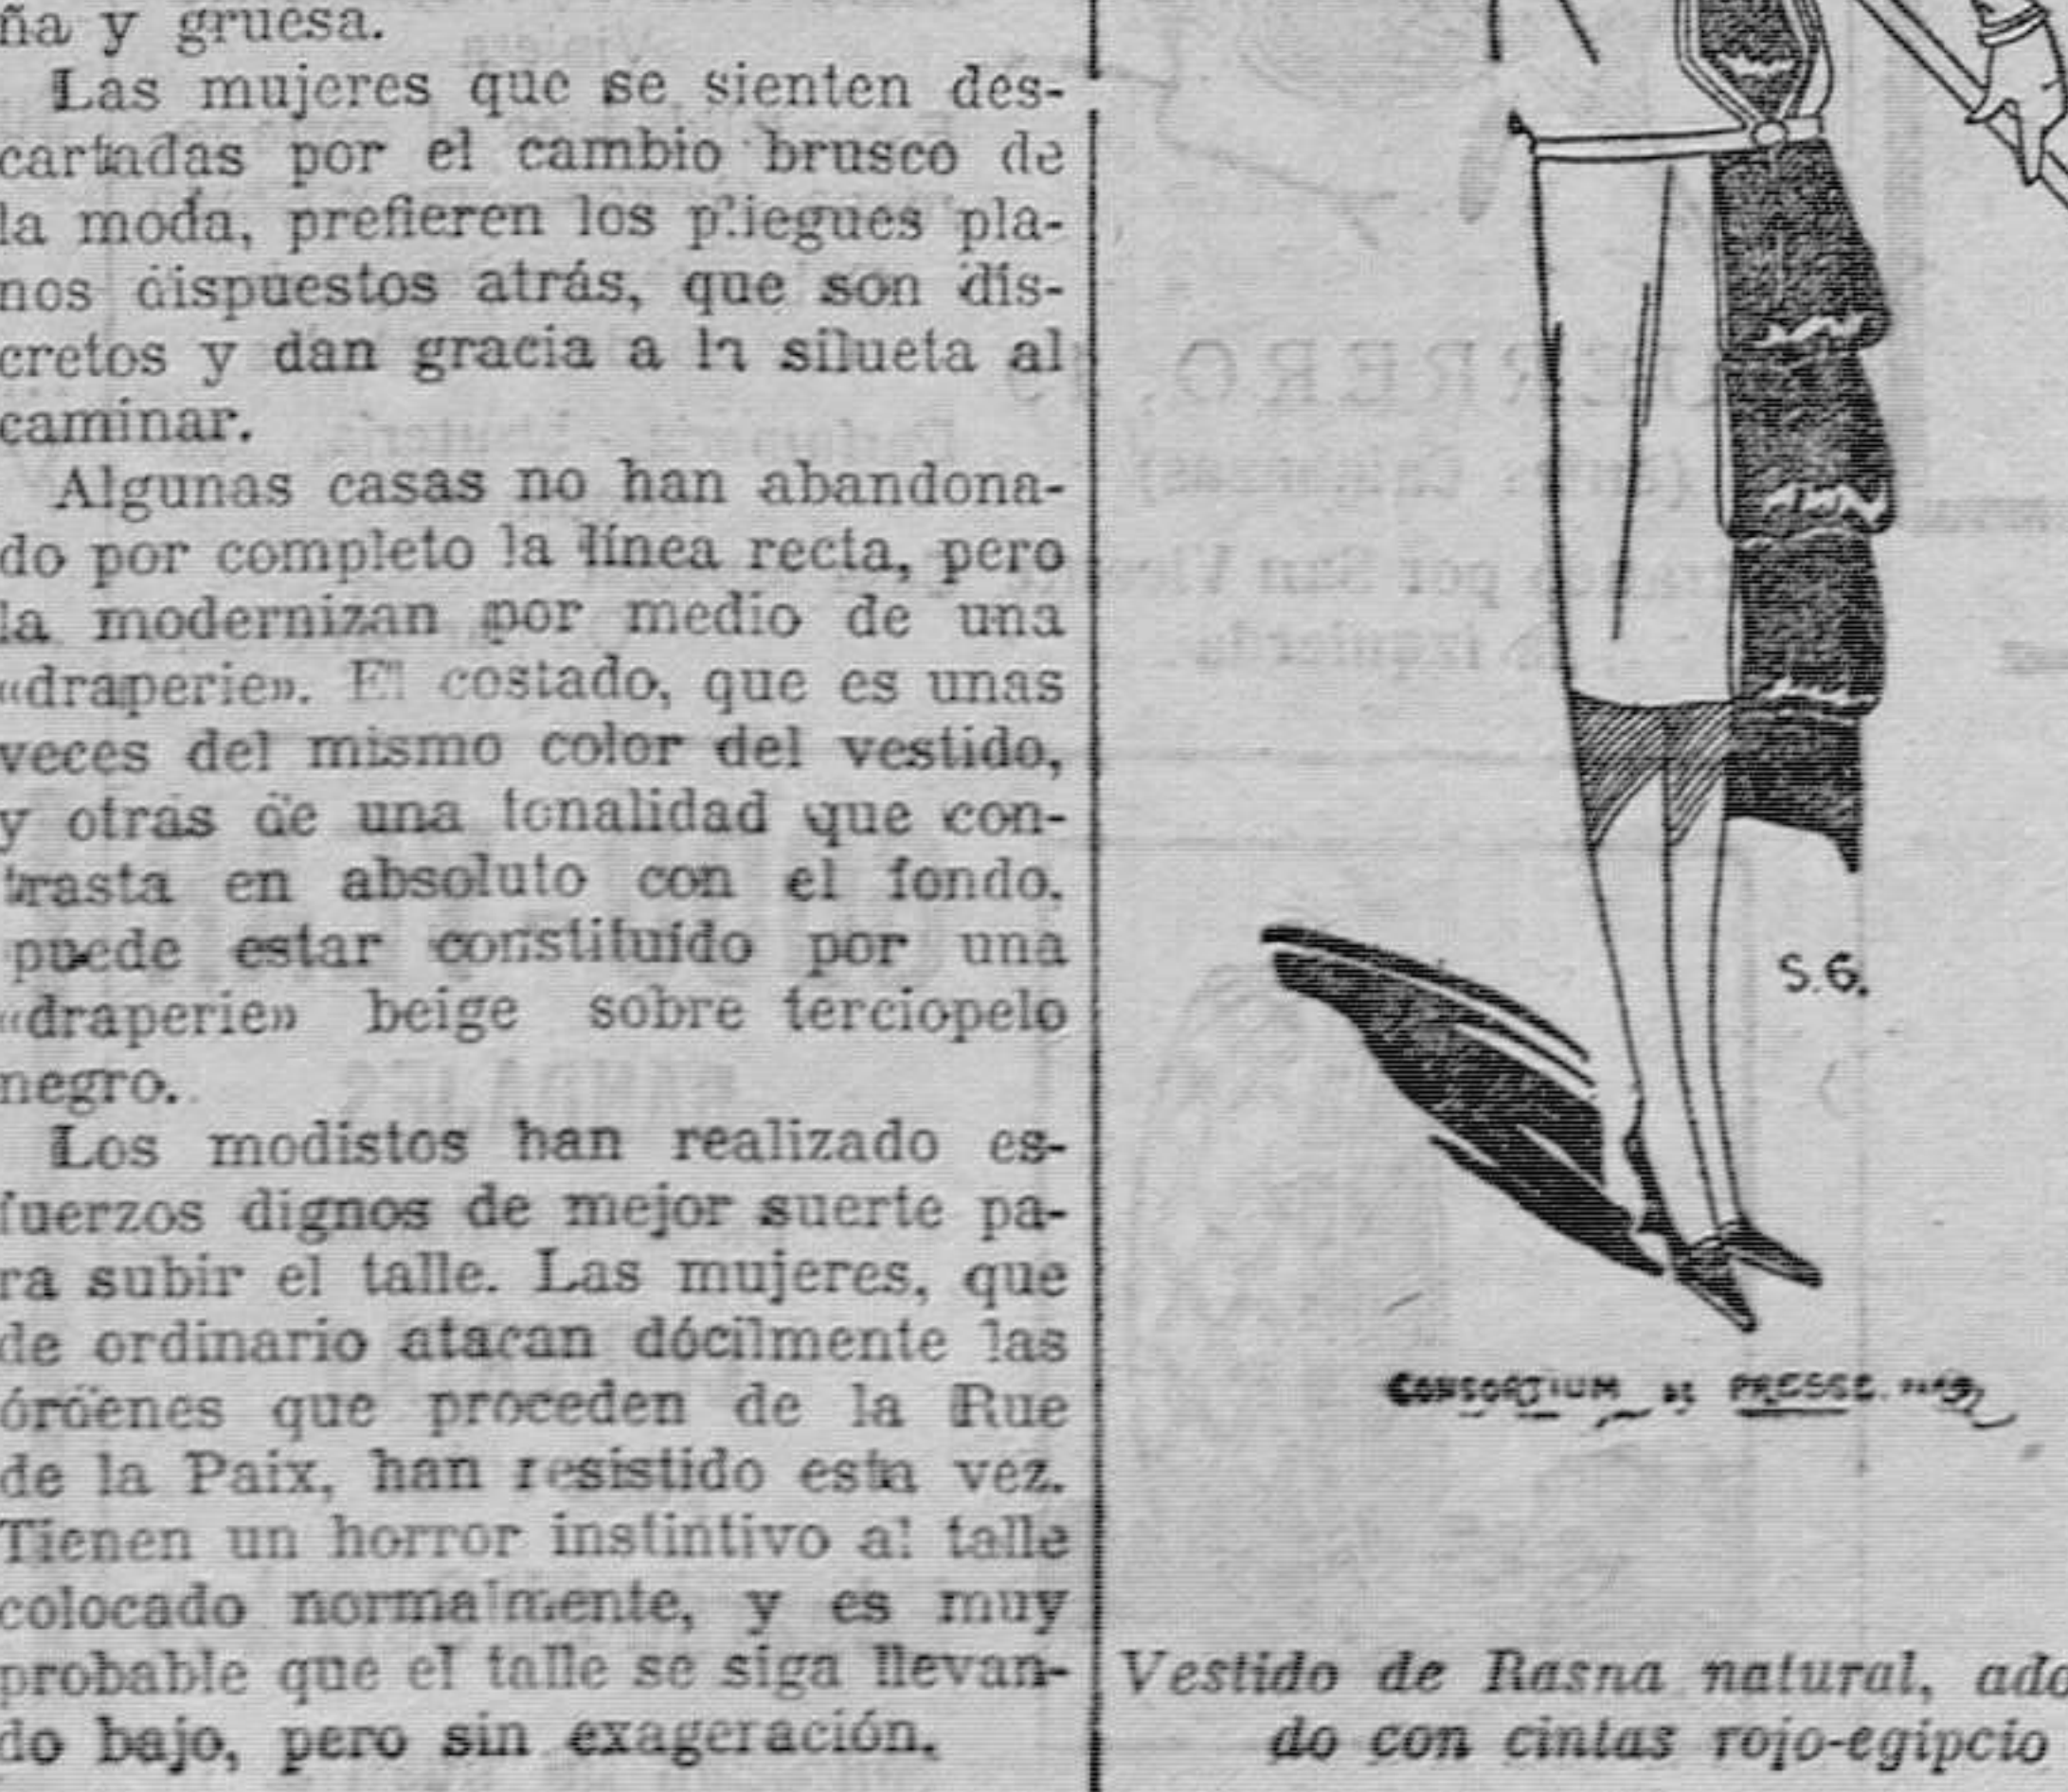 ña y gruesa.
Las mujeres que se sienten des-
cartadas por el cambio brusco de
la moda, prefieren los pliegues pla-
nos dispuestos atrás, que son dis-
cretos y dan gracia a la silueta al
caminar.
Algunas casas no han abandona-
do por completo la línea recta, pero
la modernizan por medio de una
«draperie». El costado, que es unas
veces del mismo color del vestido,
y otras de una tonalidad que con-
trasta en absoluto con el fondo.
puede estar constituído por una
«draperie» beige sobre terciopelo
negro.
Los modistos han realizado es-
fuerzos dignos de mejor suerte pa-
ra subir el talle. Las mujeres, que
de ordinario atacan dócilmente las
órdenes que proceden de la Rue
de la Paix, han resistido esta vez.
Tienen un horror instintivo al talle
colocado normalmente, y es muy
probable que el talle se siga llevan-
do bajo, pero sin exageración.
S.G.
CONSORTIUM DE PRESSE
Vestido de Rasna natural, ado
do con cintas rojo-egipcio